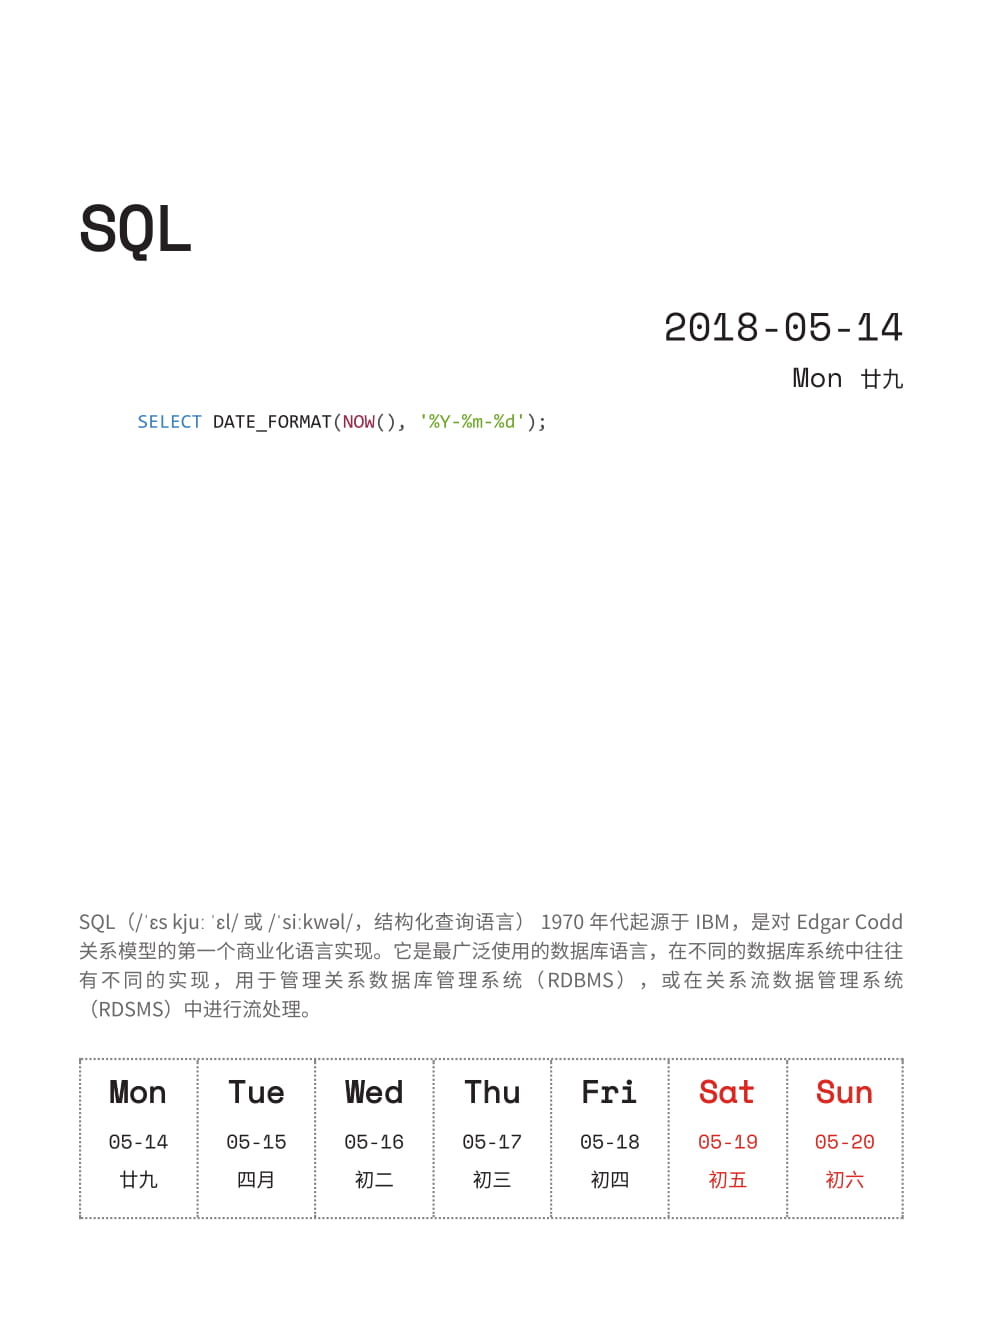 SQL
2018-05-14
Mon 廿九
SELECT DATE_FORMAT(NOW(), '%Y-%m-%d');
SQL（/ˈɛs kjuː ˈɛl/ 或 /ˈsiːkwəl/，结构化查询语言） 1970 年代起源于 IBM，是对 Edgar Codd
关系模型的第一个商业化语言实现。它是最广泛使用的数据库语言，在不同的数据库系统中往往
有不同的实现，用于管理关系数据库管理系统（RDBMS），或在关系流数据管理系统
（RDSMS）中进行流处理。
Mon Tue Wed Thu Fri Sat Sun
05-14 05-15 05-16 05-17 05-18 05-19 05-20
廿九 四月 初二 初三 初四 初五 初六